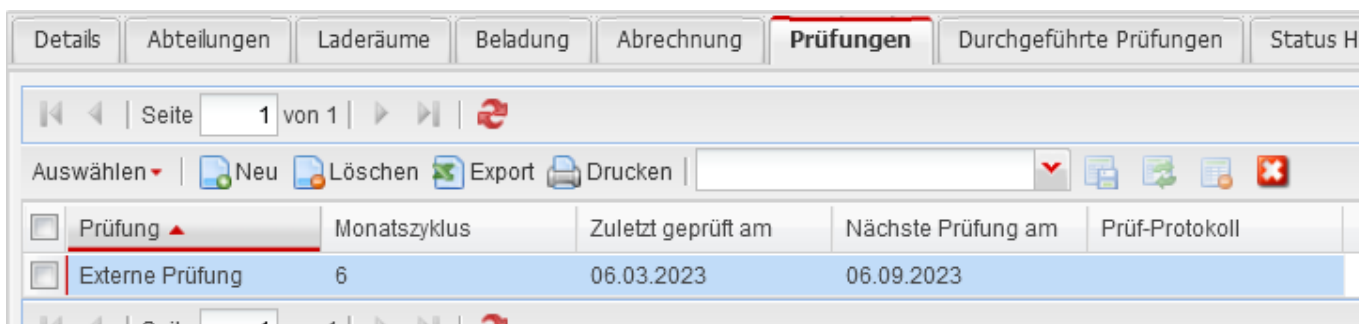 Details Abteilungen Laderäume Beladung Abrechnung Prüfungen Durchgeführte Prüfungen Status H
Seite 1 von 1
Auswählen Neu Löschen Export Drucken
Prüfung Monatszyklus Zuletzt geprüft am Nächste Prüfung am Prüf-Protokoll
Externe Prüfung 6 06.03.2023 06.09.2023